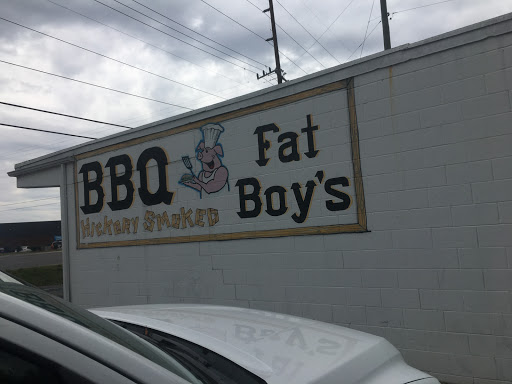 BBQ
HICKORY SMOKED
Fat
Boy's